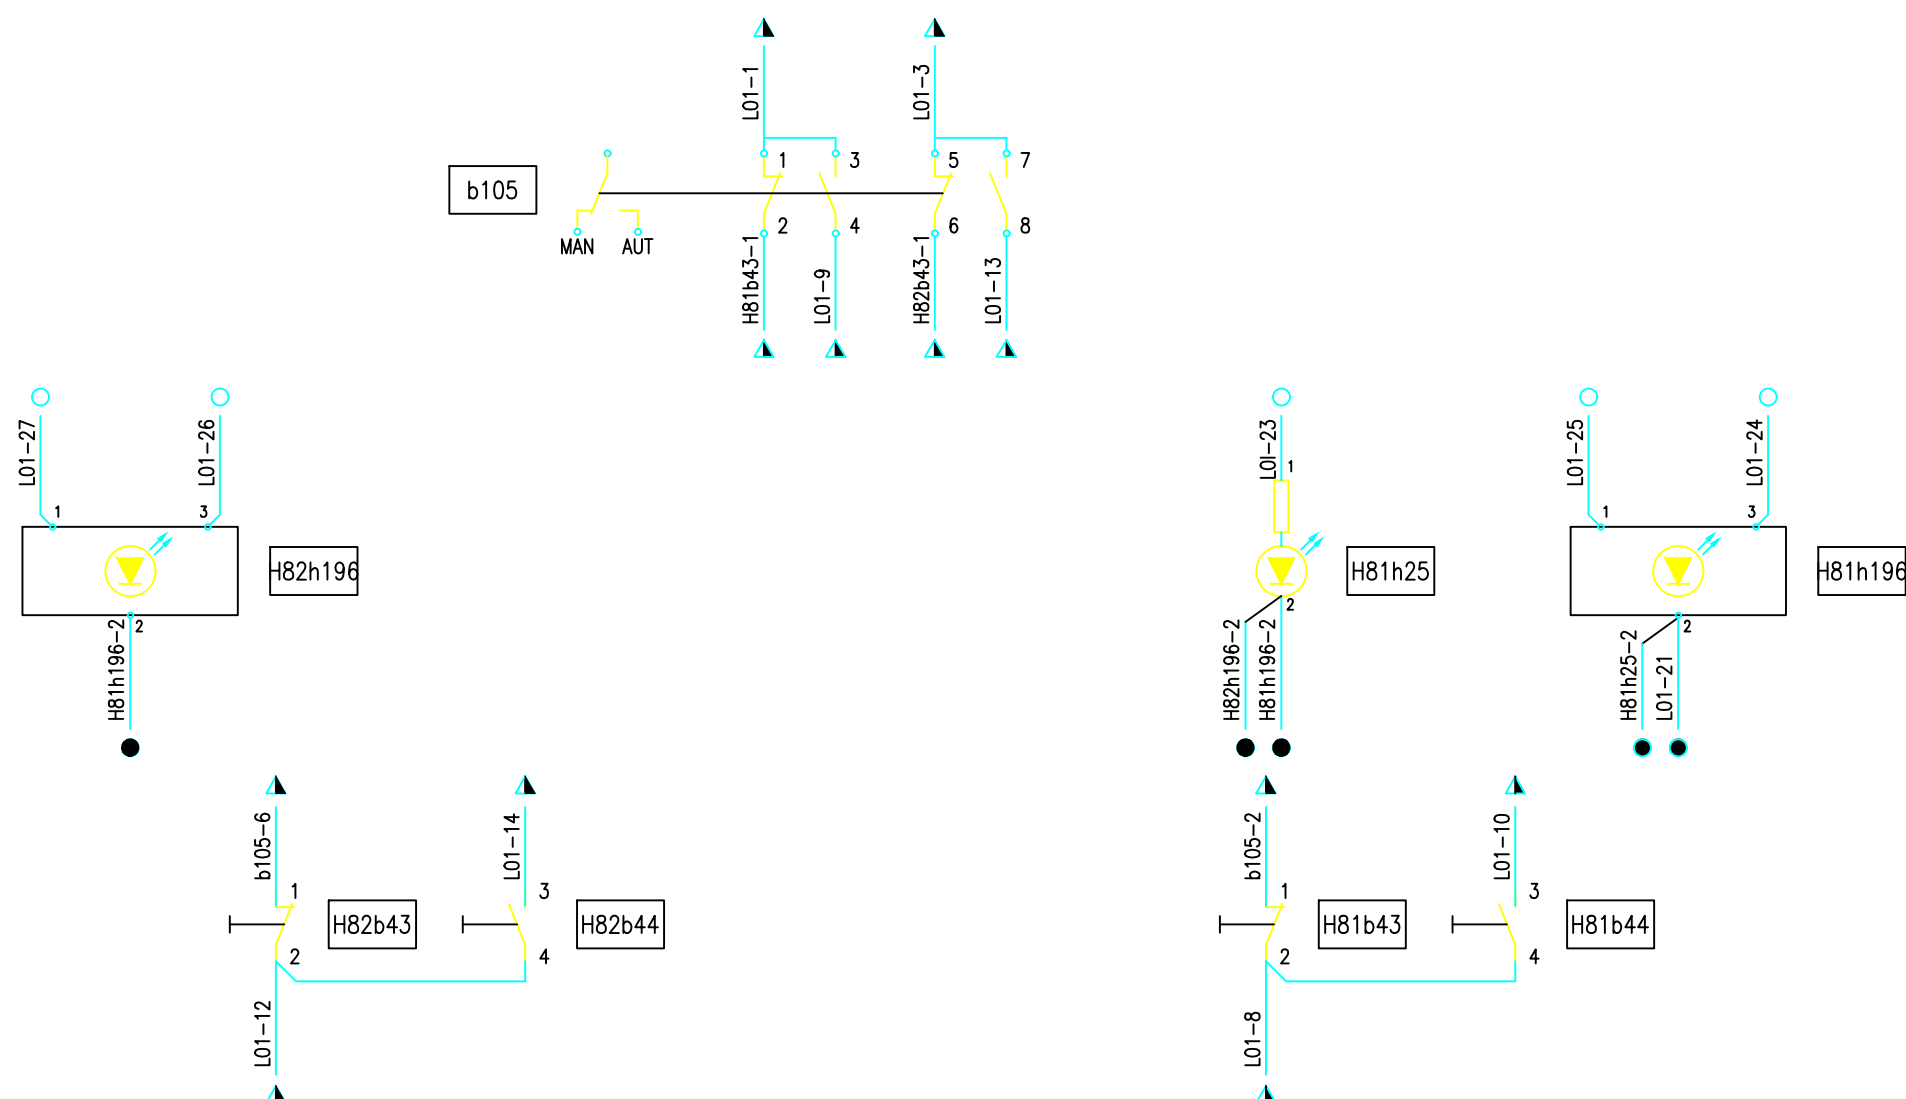 L01-1
L01-3
1
3
5
7
b105
2
4
6
8
MAN
AUT
H81b43-1
L01-9
H82b43-1
L01-13
L01-27
L01-26
L0I-23
L01-25
L01-24
1
1
3
1
3
H82h196
H81h25
H81h196
2
2
2
H81h196-2
H82h196-2
H81h196-2
H81h25-2
L01-21
b105-6
L01-14
b105-2
L01-10
1
3
1
3
H82b43
H82b44
H81b43
H81b44
2
4
2
4
L01-12
L01-8